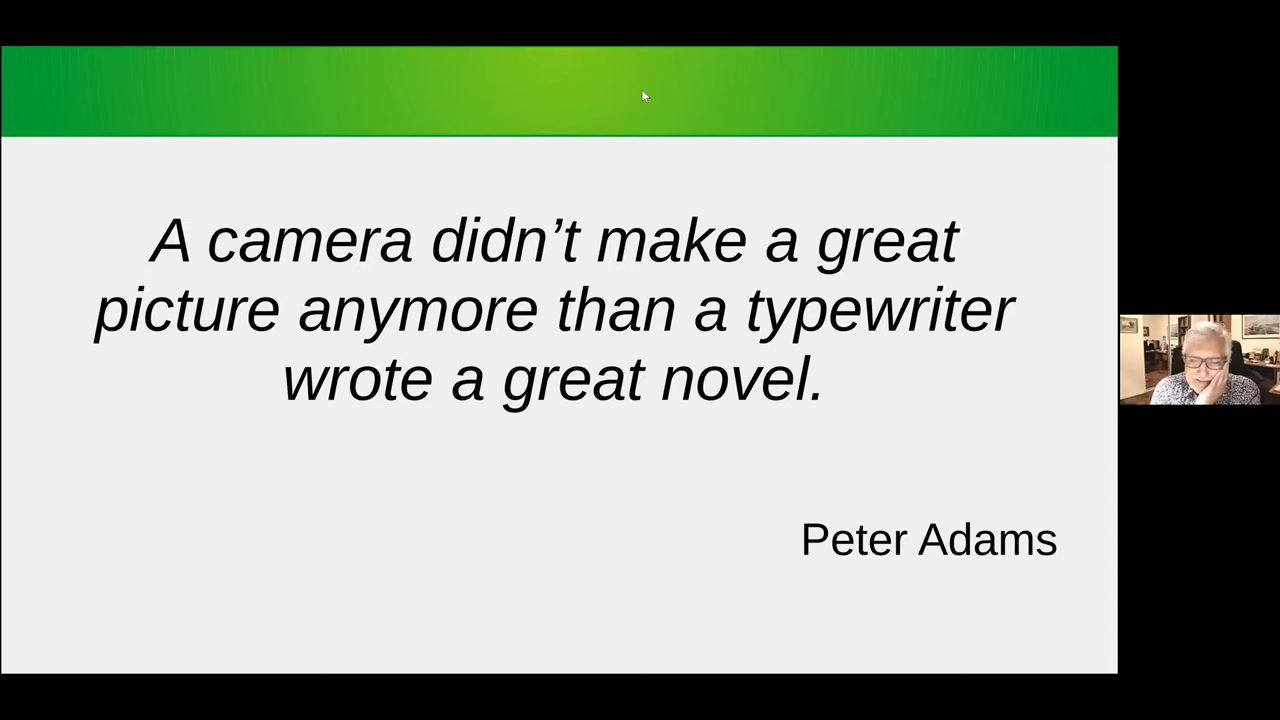 A camera didn’t make a great
picture anymore than a typewriter
wrote a great novel.
Peter Adams